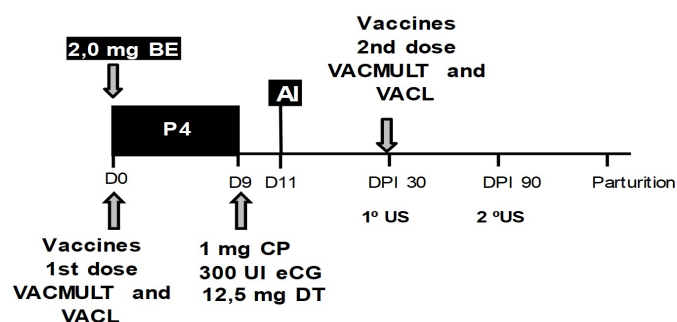 Vaccines
2nd dose
VACMULT and
VACL
2,0 mg BE
AI
P4
D0
D9
D11
DPI 30
DPI 90
Parturition
1º US
2 ºUS
Vaccines
1st dose
VACMULT and
VACL
1 mg CP
300 UI eCG
12,5 mg DT